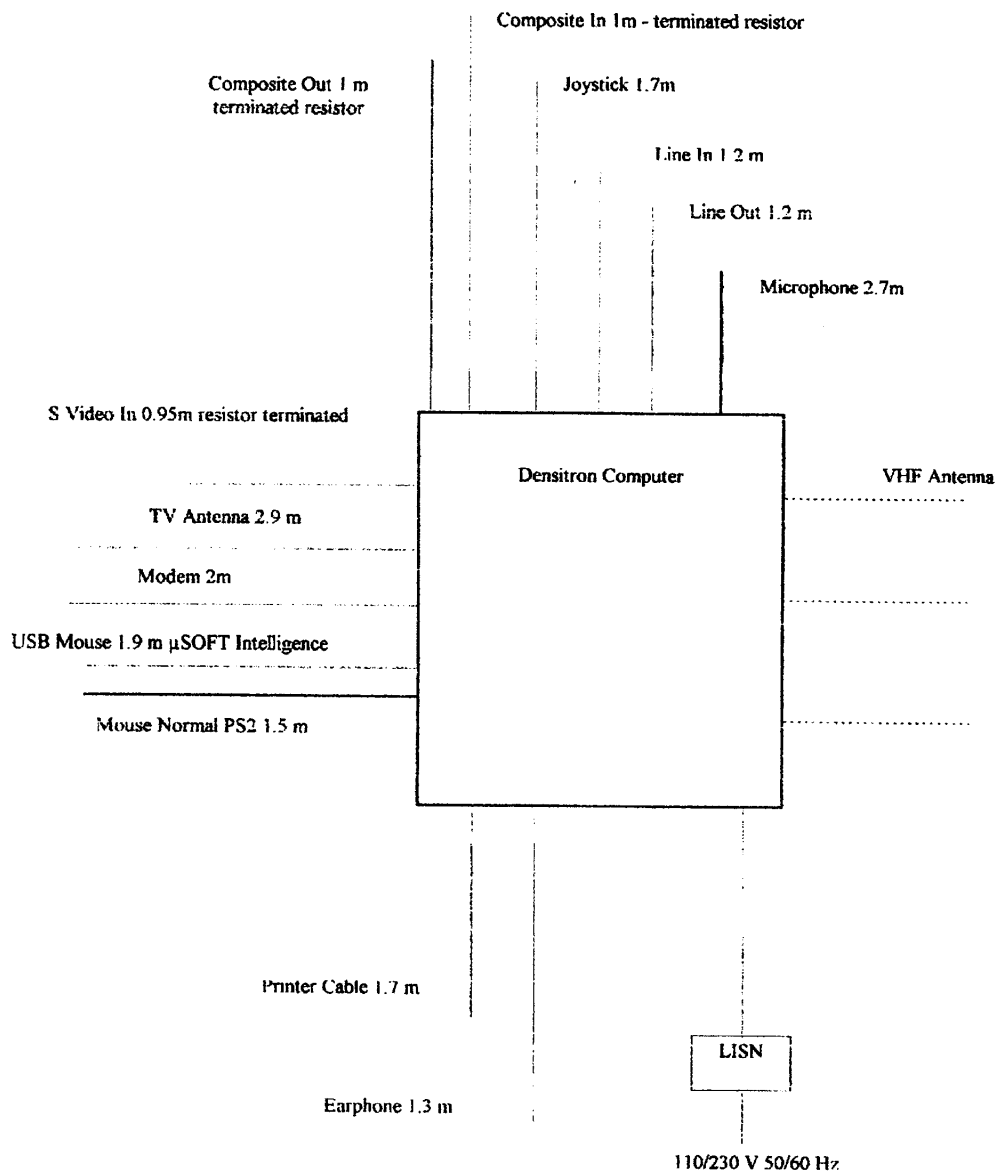 Composite In 1m - terminated resistor
Composite Out 1 m
terminated resistor
Joystick 1.7m
Line In 1 2 m
Line Out 1.2 m
Microphone 2.7m
S Video In 0.95m resistor terminated
Densitron Computer
VHF Antenna
TV Antenna 2.9 m
Modem 2m
USB Mouse 1.9 m µSOFT Intelligence
Mouse Normal PS2 1.5 m
Printer Cable 1.7 m
LISN
Earphone 1.3 m
110/230 V 50/60 Hz